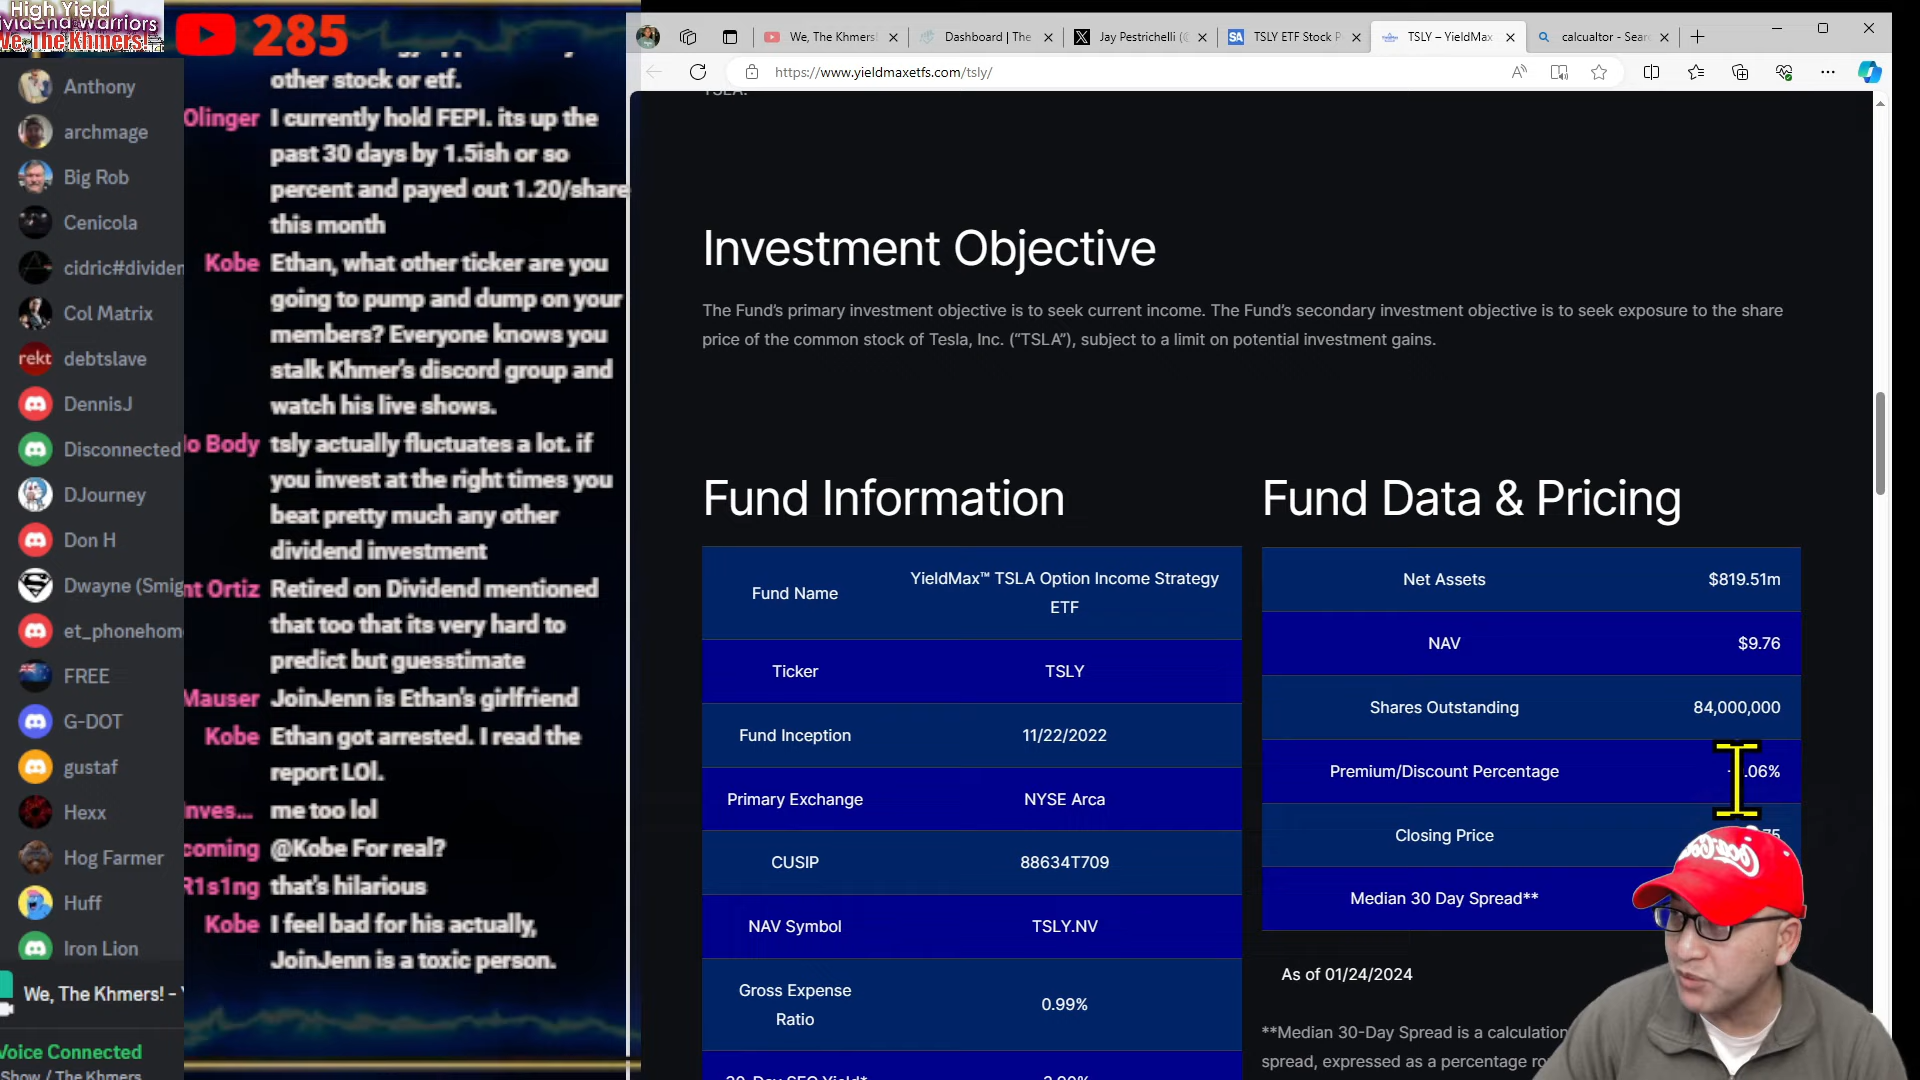 High Yield
Dividend Warriors
We, The Khmers!
285
Anthony
archmage
Big Rob
Cenicola
cidric#dividen
Col Matrix
rekt
debtslave
DennisJ
Disconnected
DJourney
Don H
Dwayne (Smig
et_phonehom
FREE
G-DOT
gustaf
Hexx
Hog Farmer
Huff
Iron Lion
We, The Khmers! -
Voice Connected
Show / The Khmers
other stock or etf.
Olinger I currently hold FEPI. its up the
past 30 days by 1.5ish or so
percent and payed out 1.20/share
this month
Kobe Ethan, what other ticker are you
going to pump and dump on your
members? Everyone knows you
stalk Khmer's discord group and
watch his live shows.
o Body tsly actually fluctuates a lot. if
you invest at the right times you
beat pretty much any other
dividend investment
nt Ortiz Retired on Dividend mentioned
that too that its very hard to
predict but guesstimate
Mauser JoinJenn is Ethan's girlfriend
Kobe Ethan got arrested. I read the
report LOl.
Inves... me too lol
coming @Kobe For real?
R1s1ng that's hilarious
Kobe I feel bad for his actually,
JoinJenn is a toxic person.
We, The Khmers!
Dashboard | The
X
Jay Pestrichelli (
SA
TSLY ETF Stock P
TSLY – YieldMax
calcualtor - Sear
https://www.yieldmaxetfs.com/tsly/
TSLA.
Investment Objective
The Fund's primary investment objective is to seek current income. The Fund's secondary investment objective is to seek exposure to the share
price of the common stock of Tesla, Inc. ("TSLA"), subject to a limit on potential investment gains.
Fund Information
Fund Name
YieldMax™ TSLA Option Income Strategy
ETF
Ticker
TSLY
Fund Inception
11/22/2022
Primary Exchange
NYSE Arca
CUSIP
88634T709
NAV Symbol
TSLY.NV
Gross Expense
Ratio
0.99%
30-Day SEC Yield*
Fund Data & Pricing
Net Assets
$819.51m
NAV
$9.76
Shares Outstanding
84,000,000
Premium/Discount Percentage
.06%
Closing Price
75
Median 30 Day Spread**
As of 01/24/2024
**Median 30-Day Spread is a calculation
spread, expressed as a percentage
Coca-Cola